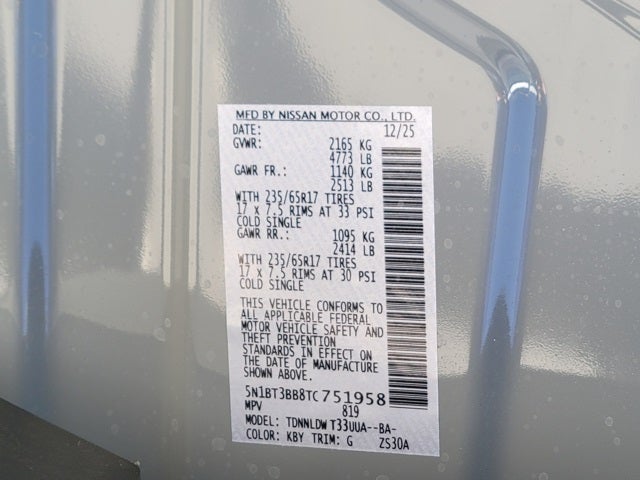 MFD BY NISSAN MOTOR CO., LTD.
DATE: 12/25
GVWR: 2165 KG
4773 LB
GAWR FR.: 1140 KG
2513 LB
WITH 235/65R17 TIRES
17 x 7.5 RIMS AT 33 PSI
COLD SINGLE
GAWR RR.: 1095 KG
2414 LB
WITH 235/65R17 TIRES
17 x 7.5 RIMS AT 30 PSI
COLD SINGLE
THIS VEHICLE CONFORMS TO
ALL APPLICABLE FEDERAL
MOTOR VEHICLE SAFETY AND
THEFT PREVENTION
STANDARDS IN EFFECT ON
THE DATE OF MANUFACTURE
SHOWN ABOVE.
5N1BT3BB8TC751958
MPV 819
MODEL: TDNNLDW T33UUA--BA-
COLOR: KBY TRIM: G ZS30A